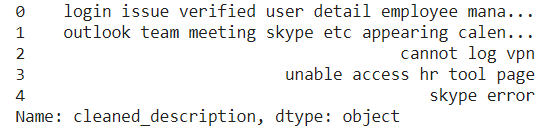 0 login issue verified user detail employee mana...
1 outlook team meeting skype etc appearing calen...
2 cannot log vpn
3 unable access hr tool page
4 skype error
Name: cleaned_description, dtype: object